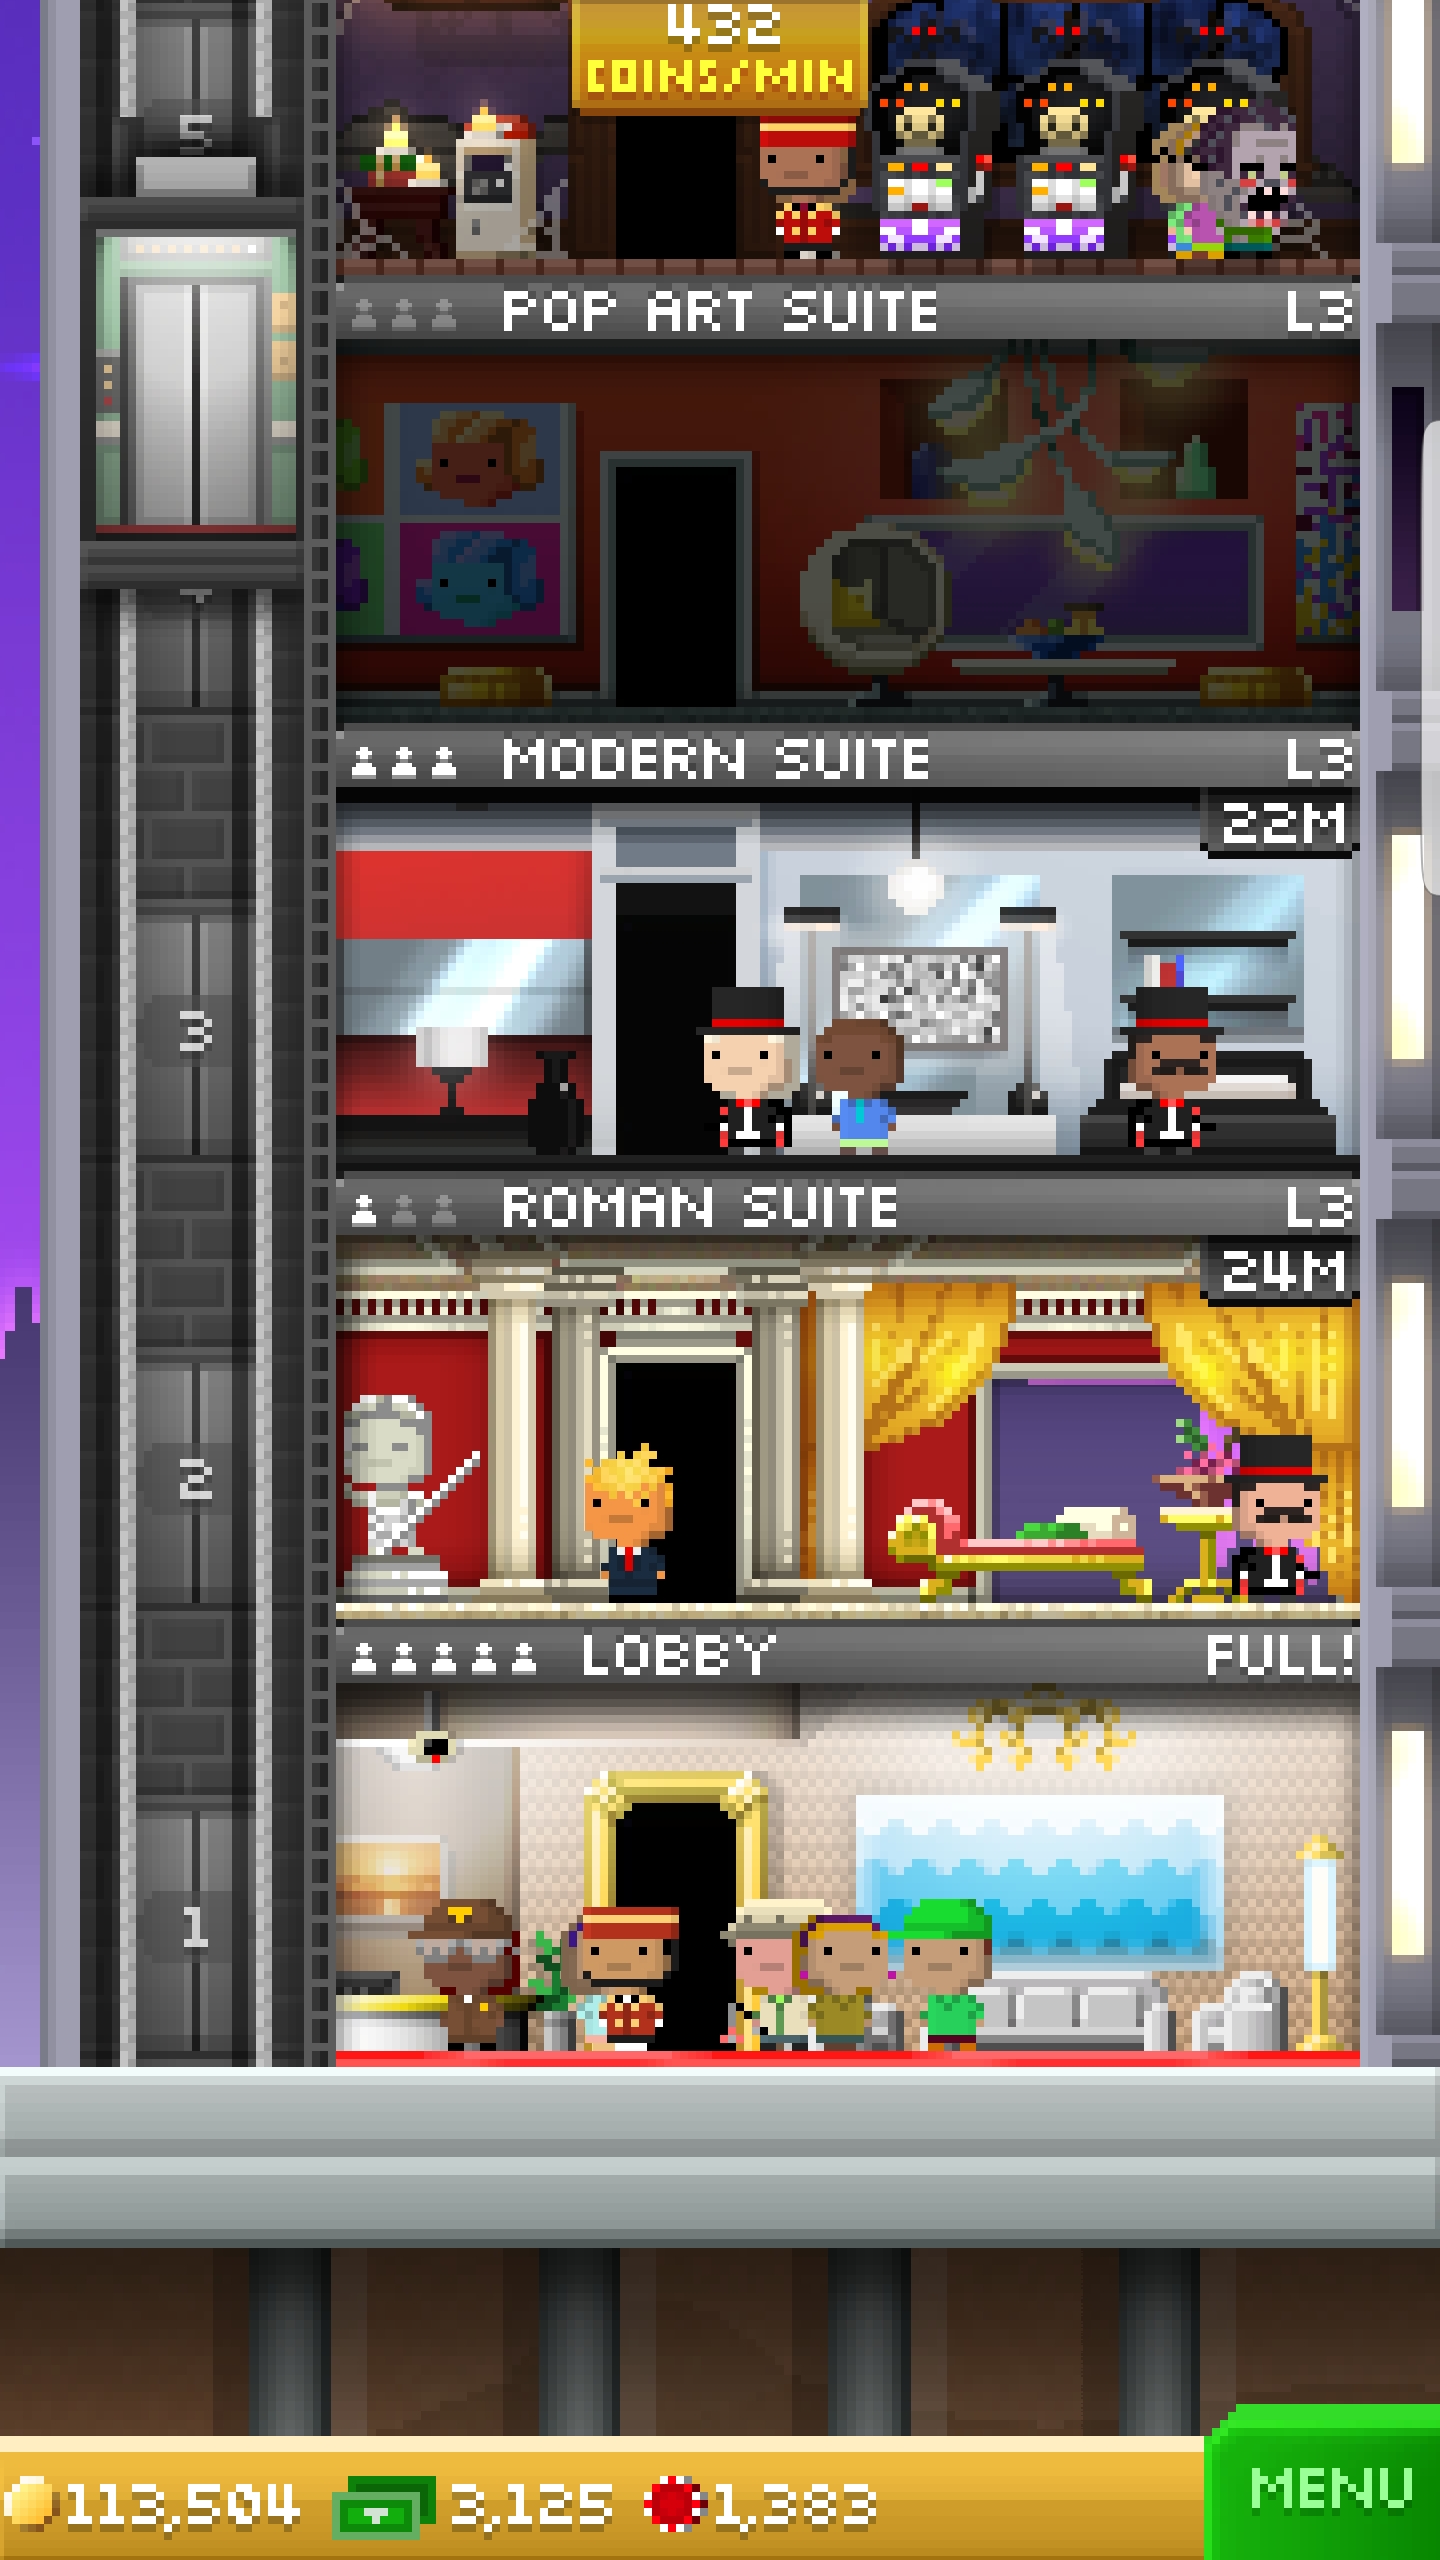 432
COINS/MIN
5
POP ART SUITE L3
MODERN SUITE L3
22M
3
ROMAN SUITE L3
24M
2
LOBBY FULL!
1
113,504 3,125 1,383
MENU